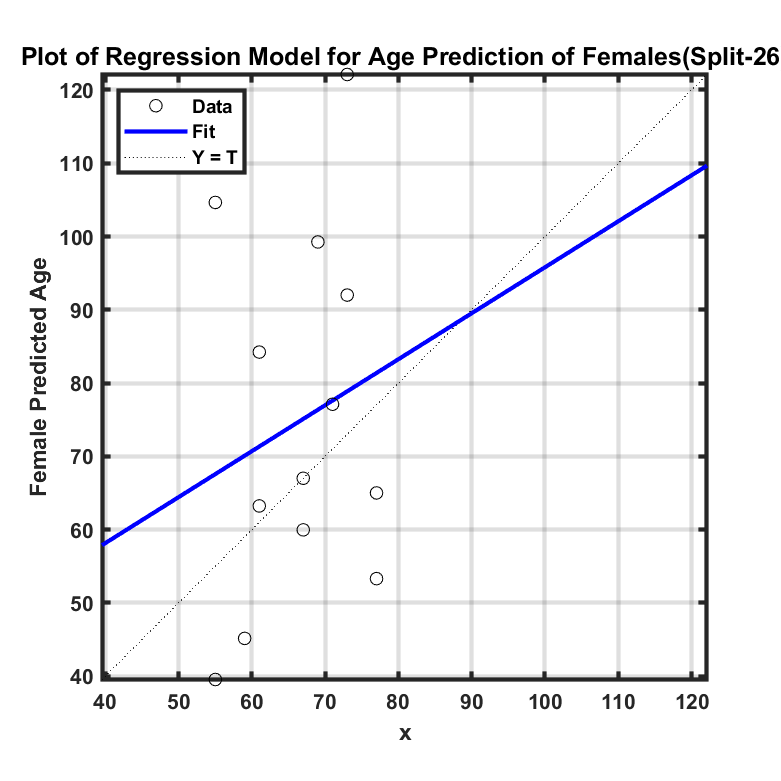 Plot of Regression Model for Age Prediction of Females(Split-26
Data
Fit
Y = T
Female Predicted Age
120
110
100
90
80
70
60
50
40
40 50 60 70 80 90 100 110 120
x